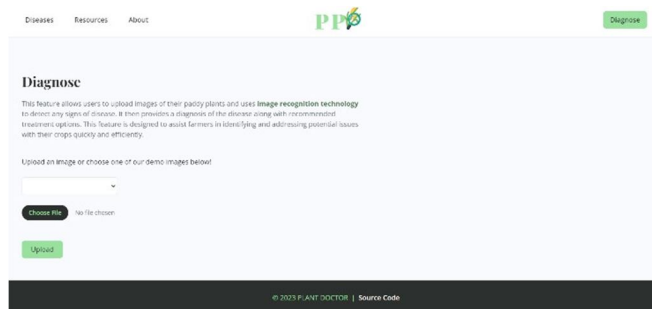 Diseases Resources About PP Diagnose
Diagnose
This feature allows users to upload images of their paddy plants and uses image recognition technology
to detect any signs of disease. It then provides a diagnosis of the disease along with recommended
treatment options. This feature is designed to assist farmers in identifying and addressing potential issues
with their crops quickly and efficiently.
Upload an image or choose one of our demo images below!
Choose File No file chosen
Upload
© 2023 PLANT DOCTOR | Source Code